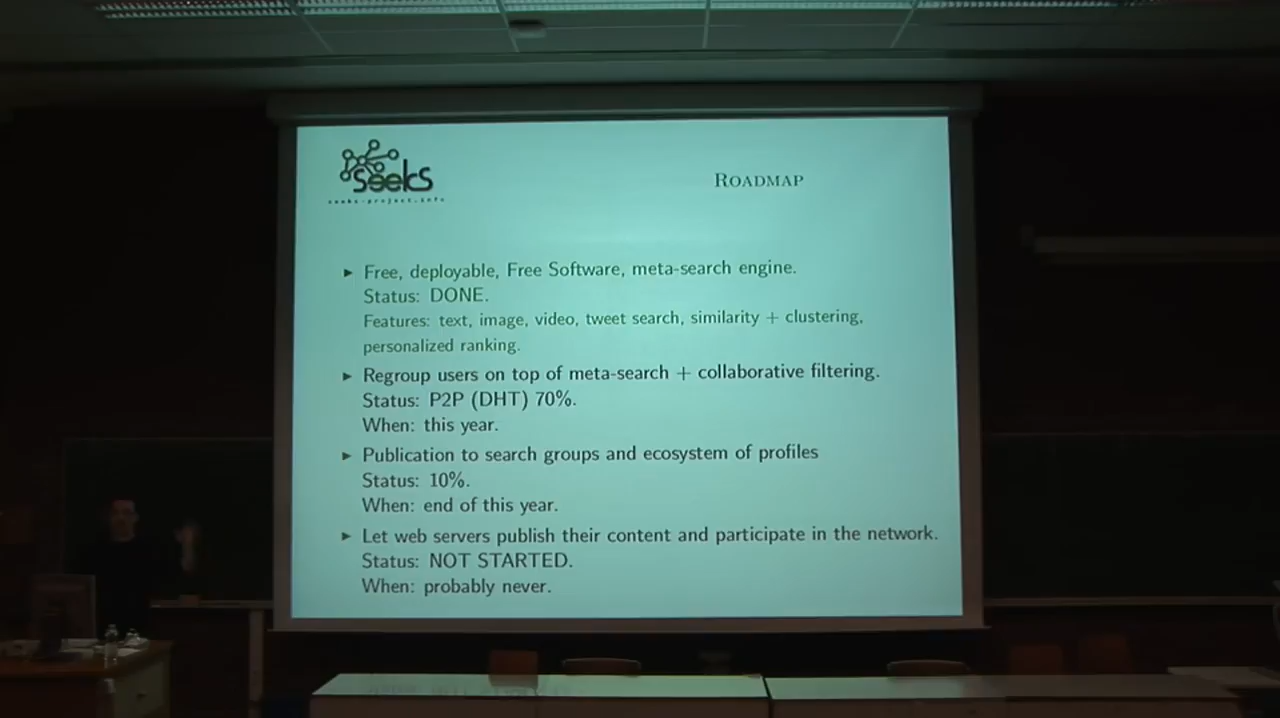 seeks
seeks-project.info
ROADMAP
► Free, deployable, Free Software, meta-search engine.
Status: DONE.
Features: text, image, video, tweet search, similarity + clustering,
personalized ranking.
► Regroup users on top of meta-search + collaborative filtering.
Status: P2P (DHT) 70%.
When: this year.
► Publication to search groups and ecosystem of profiles
Status: 10%.
When: end of this year.
► Let web servers publish their content and participate in the network.
Status: NOT STARTED.
When: probably never.